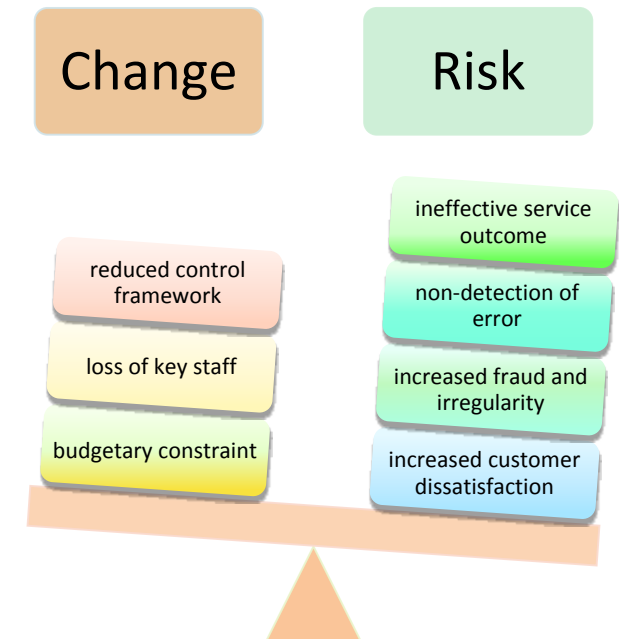 Change
Risk
reduced control
framework
loss of key staff
budgetary constraint
ineffective service
outcome
non-detection of
error
increased fraud and
irregularity
increased customer
dissatisfaction